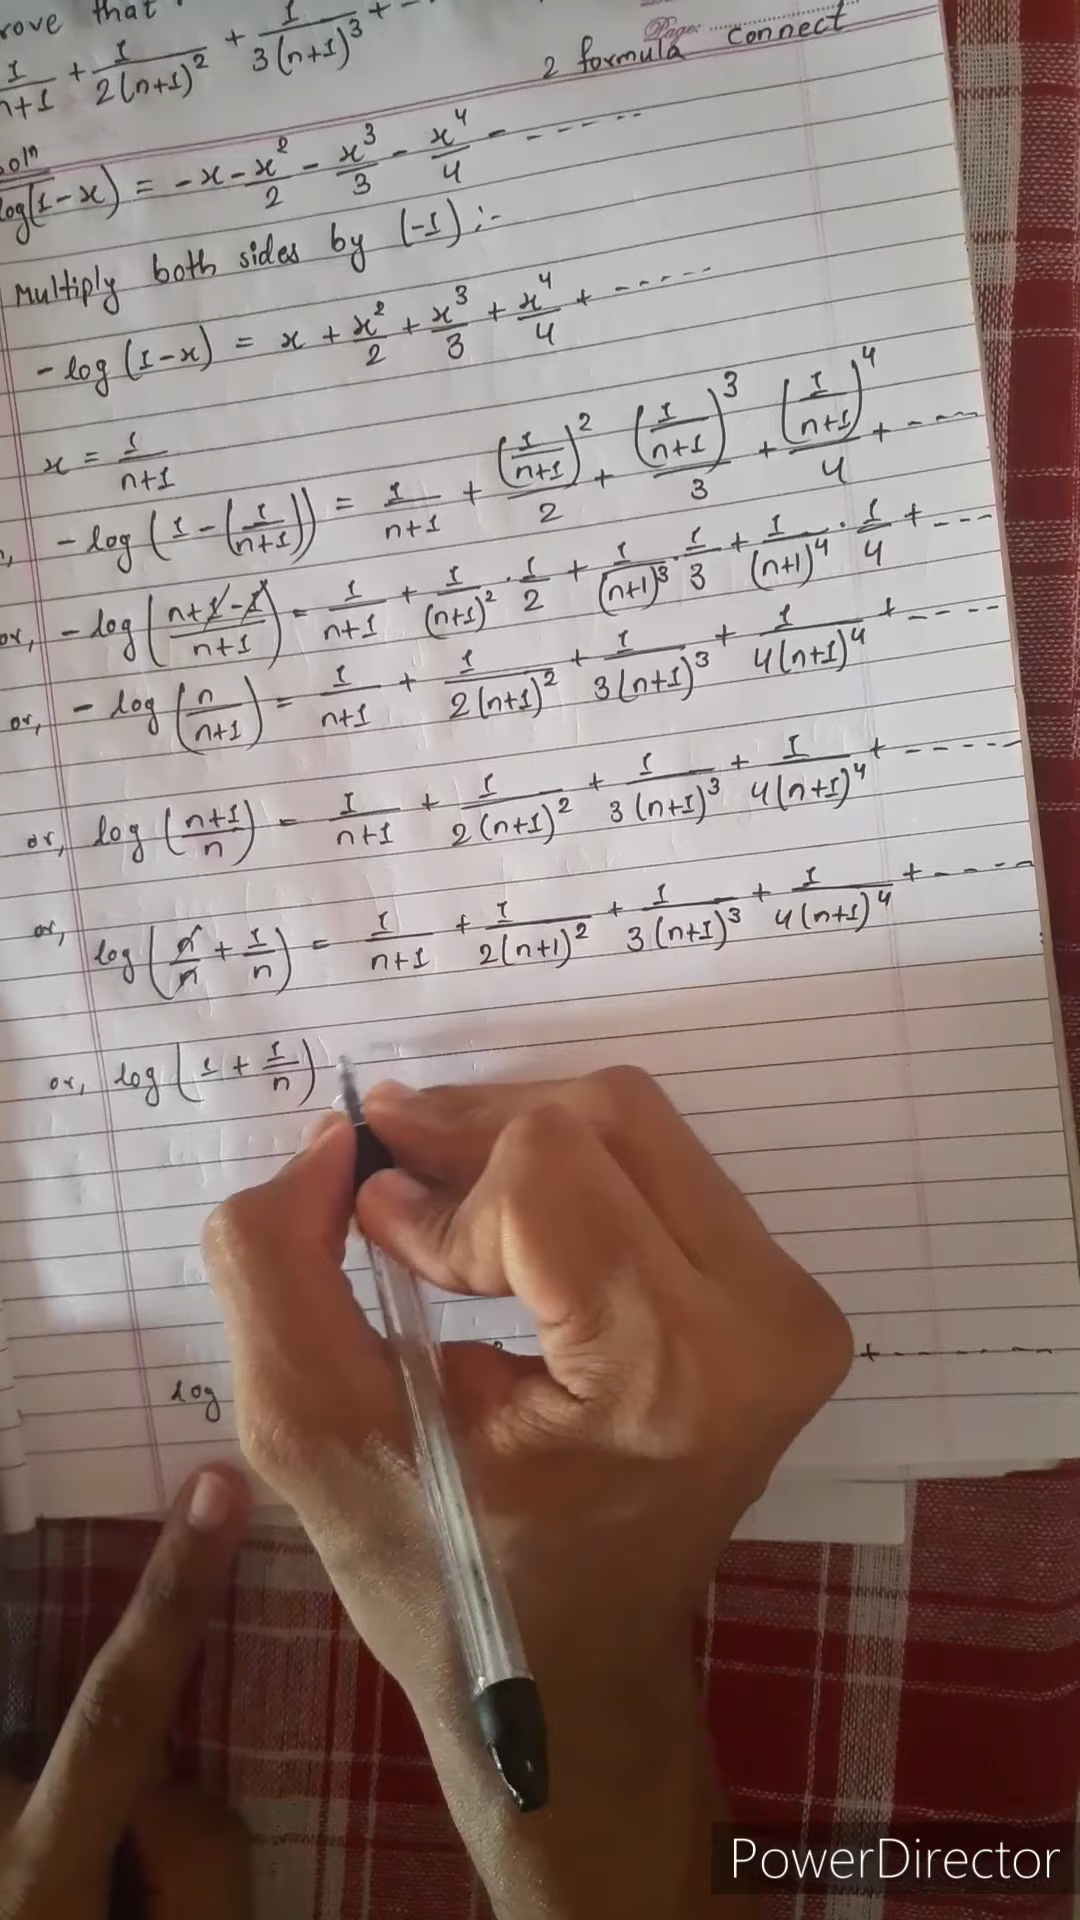 rove that
1/n+1 + 1/2(n+1)² + 1/3(n+1)³ + -
Page:
2 formula connect
Soln
log(1-x) = -x - x²/2 - x³/3 - x⁴/4 - ------
Multiply both sides by (-1):-
-log(1-x) = x + x²/2 + x³/3 + x⁴/4 + -----
x = 1/n+1
, -log(1-(1/n+1)) = 1/n+1 + (1/n+1)²/2 + (1/n+1)³/3 + (1/n+1)⁴/4 + ----
or, -log(n+1-1/n+1) = 1/n+1 + 1/(n+1)² · 1/2 + 1/(n+1)³ · 1/3 + 1/(n+1)⁴ · 1/4 + ---
or, -log(n/n+1) = 1/n+1 + 1/2(n+1)² + 1/3(n+1)³ + 1/4(n+1)⁴ + ----
or, log(n+1/n) = 1/n+1 + 1/2(n+1)² + 1/3(n+1)³ + 1/4(n+1)⁴ + -----
or, log(n/n + 1/n) = 1/n+1 + 1/2(n+1)² + 1/3(n+1)³ + 1/4(n+1)⁴ + -----
or, log(1 + 1/n)
+ ------
log
PowerDirector